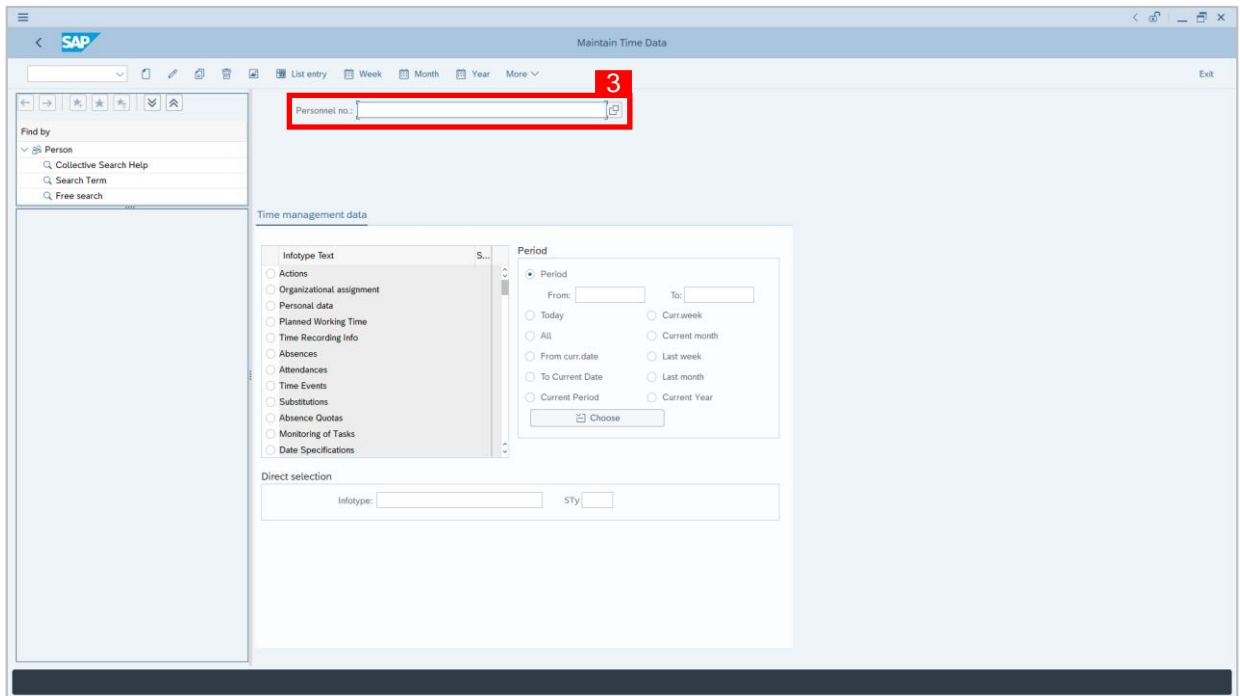 SAP
Maintain Time Data
List entry Week Month Year More Exit
3
Personnel no.:
Find by
Person
Collective Search Help
Search Term
Free search
Time management data
Infotype Text S...
Actions
Organizational assignment
Personal data
Planned Working Time
Time Recording Info
Absences
Attendances
Time Events
Substitutions
Absence Quotas
Monitoring of Tasks
Date Specifications
Period
Period
From: To:
Today Curr.week
All Current month
From curr.date Last week
To Current Date Last month
Current Period Current Year
Choose
Direct selection
Infotype: STy